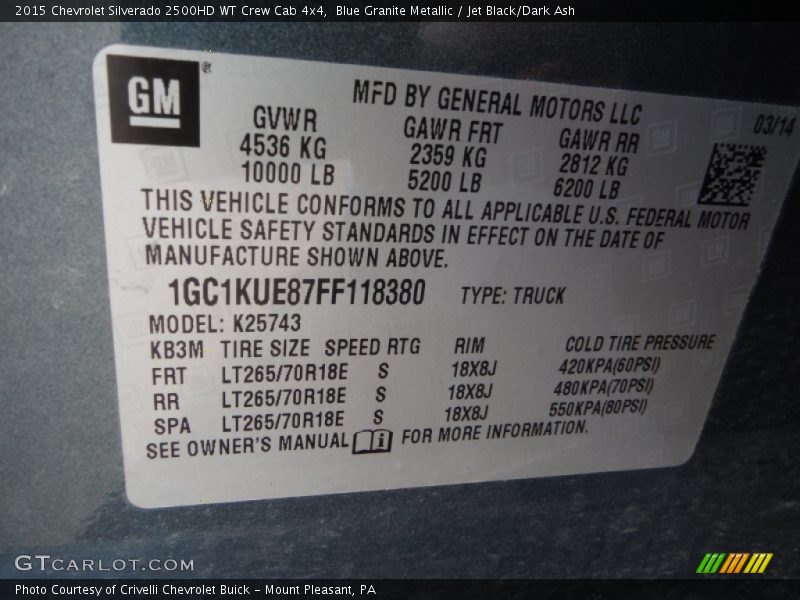 2015 Chevrolet Silverado 2500HD WT Crew Cab 4x4, Blue Granite Metallic / Jet Black/Dark Ash
GM®
MFD BY GENERAL MOTORS LLC
03/14
GVWR GAWR FRT GAWR RR
4536 KG 2359 KG 2812 KG
10000 LB 5200 LB 6200 LB
THIS VEHICLE CONFORMS TO ALL APPLICABLE U.S. FEDERAL MOTOR
VEHICLE SAFETY STANDARDS IN EFFECT ON THE DATE OF
MANUFACTURE SHOWN ABOVE.
1GC1KUE87FF118380 TYPE: TRUCK
MODEL: K25743
KB3M TIRE SIZE SPEED RTG RIM COLD TIRE PRESSURE
FRT LT265/70R18E S 18X8J 420KPA(60PSI)
RR LT265/70R18E S 18X8J 480KPA(70PSI)
SPA LT265/70R18E S 18X8J 550KPA(80PSI)
SEE OWNER'S MANUAL i FOR MORE INFORMATION.
GTCARLOT.COM
Photo Courtesy of Crivelli Chevrolet Buick - Mount Pleasant, PA